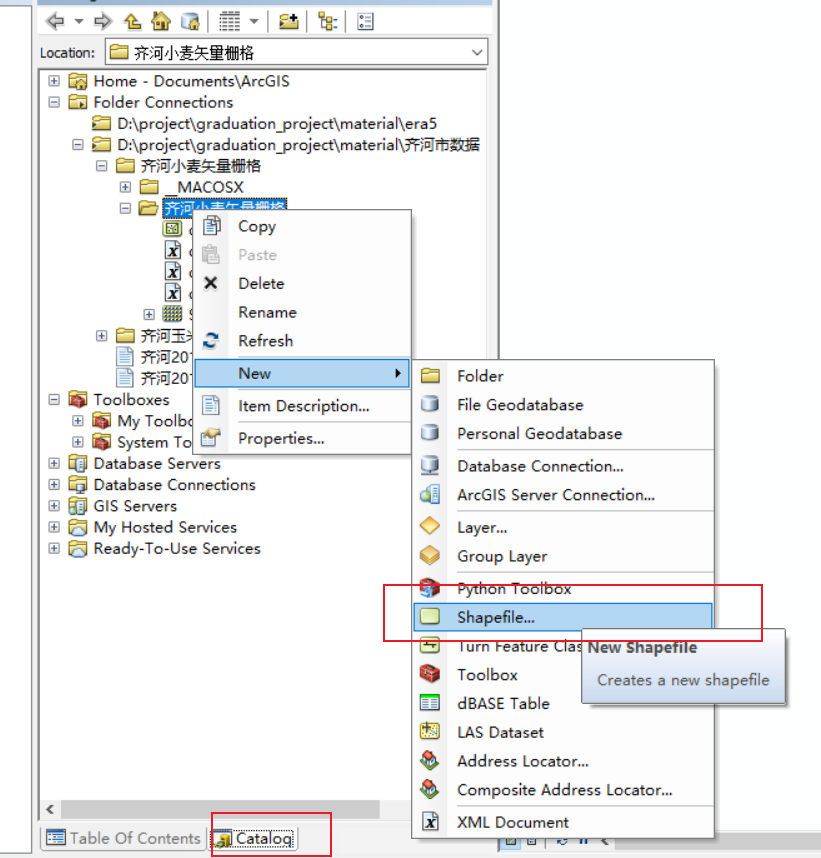 Location: 齐河小麦矢量栅格
Home - Documents\ArcGIS
Folder Connections
D:\project\graduation_project\material\era5
D:\project\graduation_project\material\齐河市数据
齐河小麦矢量栅格
__MACOSX
齐河小麦矢量栅格
齐河玉米
齐河201
齐河201
Toolboxes
My Toolbo
System To
Database Servers
Database Connections
GIS Servers
My Hosted Services
Ready-To-Use Services
Copy
Paste
Delete
Rename
Refresh
New
Item Description...
Properties...
Folder
File Geodatabase
Personal Geodatabase
Database Connection...
ArcGIS Server Connection...
Layer...
Group Layer
Python Toolbox
Shapefile...
Turn Feature Clas
Toolbox
dBASE Table
LAS Dataset
Address Locator...
Composite Address Locator...
XML Document
New Shapefile
Creates a new shapefile
Table Of Contents
Catalog